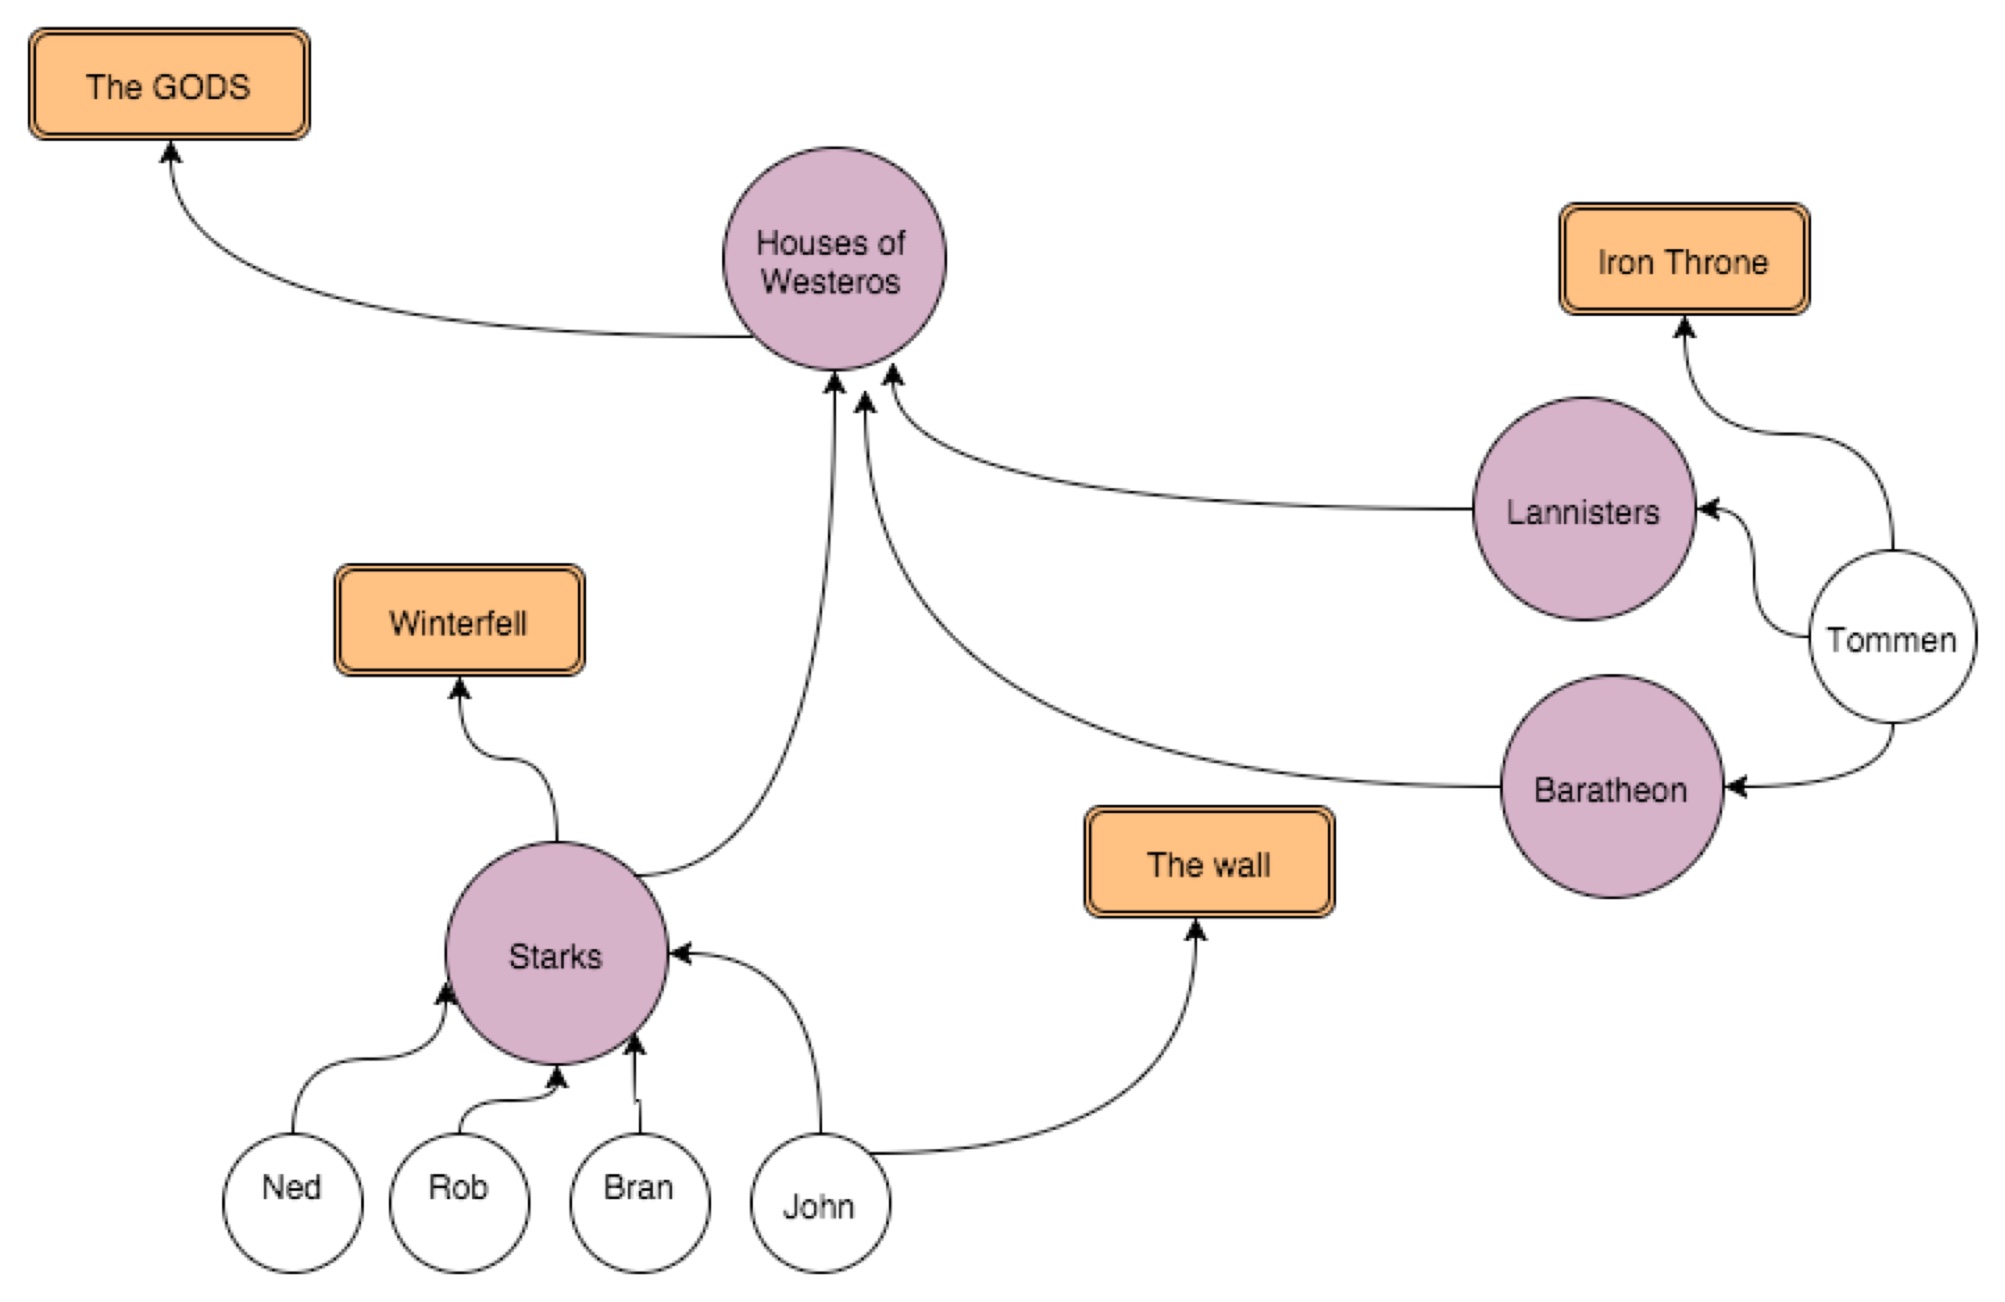 The GODS
Houses of
Westeros
Iron Throne
Lannisters
Winterfell
Tommen
Baratheon
The wall
Starks
Ned
Rob
Bran
John